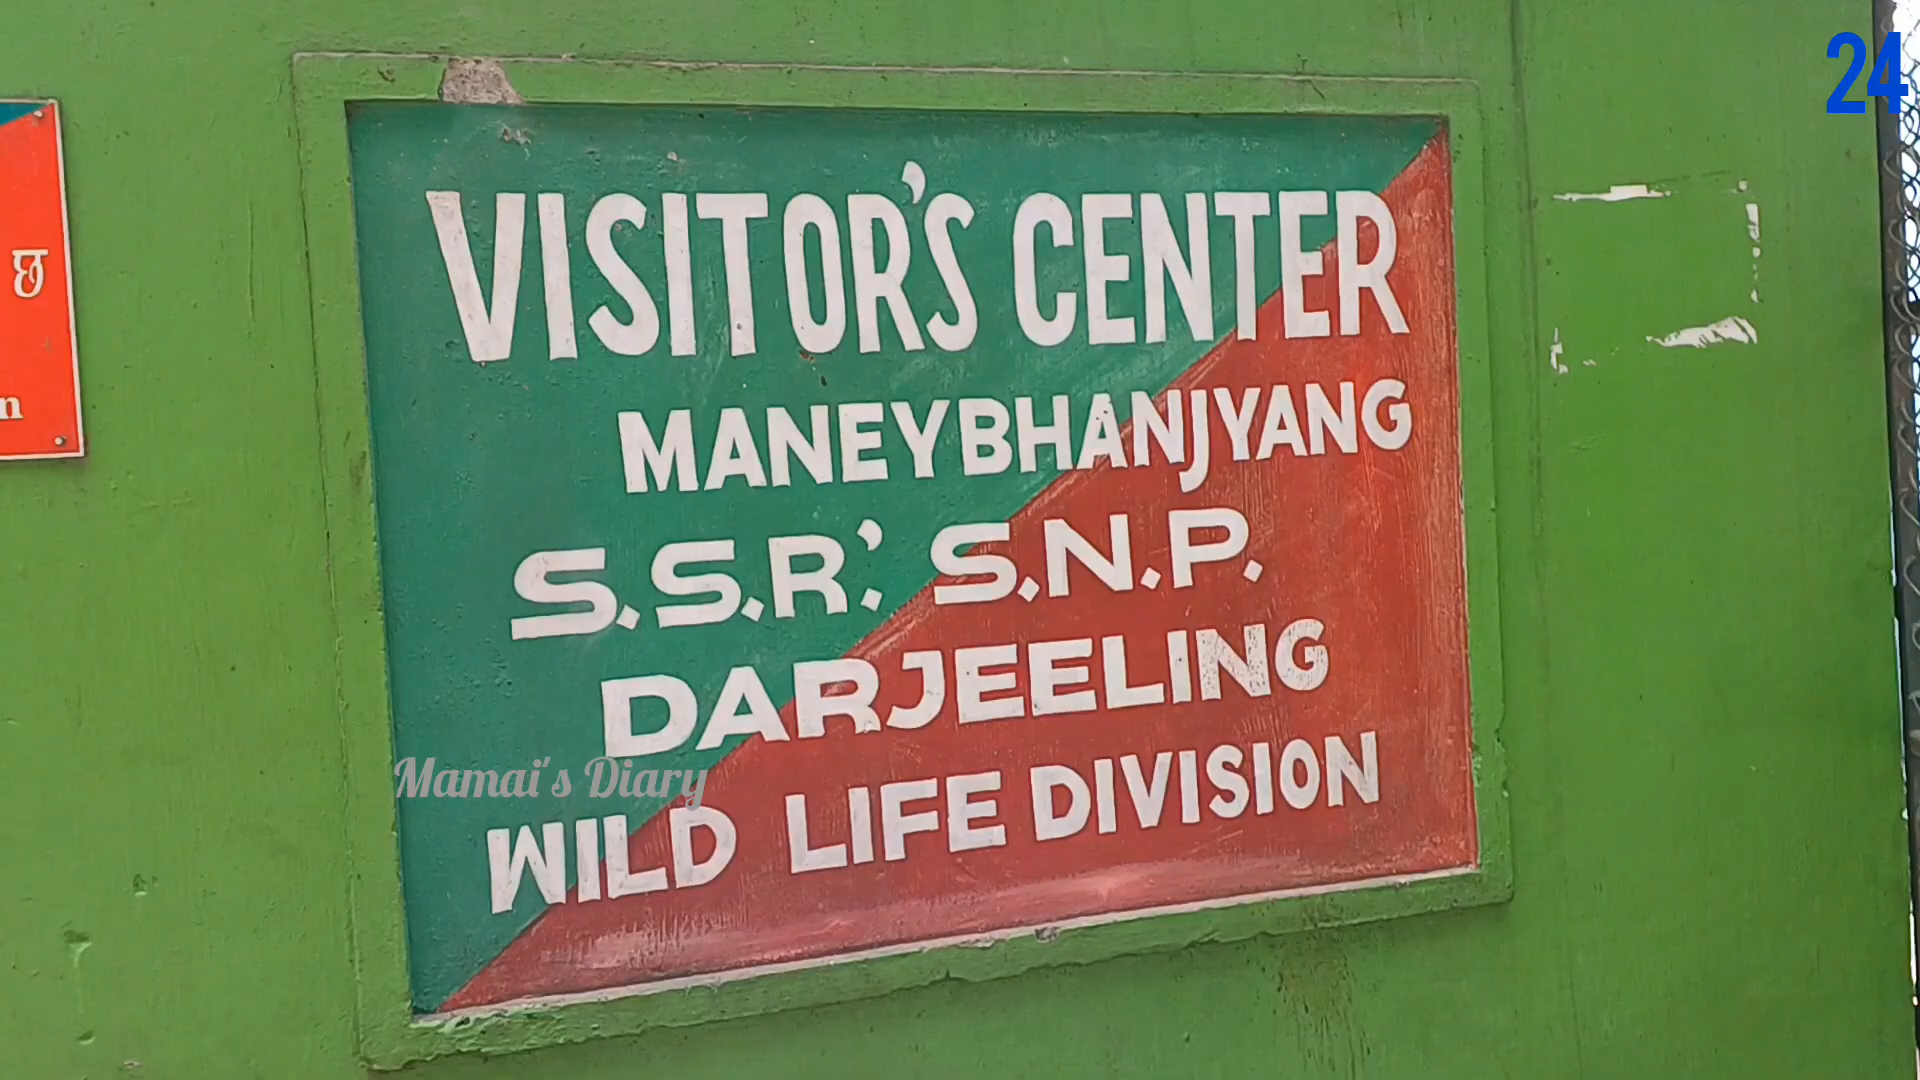 24
छ
n
VISITOR'S CENTER
MANEYBHANJYANG
S.S.R.' S.N.P.
DARJEELING
Mamai's Diary
WILD LIFE DIVISION